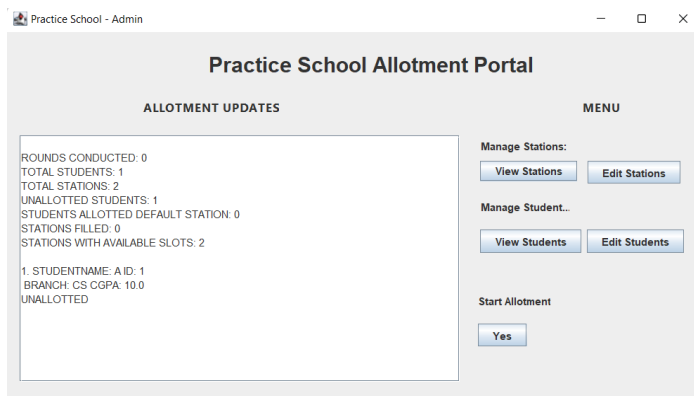 Practice School - Admin
Practice School Allotment Portal
ALLOTMENT UPDATES
MENU
ROUNDS CONDUCTED: 0
TOTAL STUDENTS: 1
TOTAL STATIONS: 2
UNALLOTTED STUDENTS: 1
STUDENTS ALLOTTED DEFAULT STATION: 0
STATIONS FILLED: 0
STATIONS WITH AVAILABLE SLOTS: 2
1. STUDENTNAME: A ID: 1
BRANCH: CS CGPA: 10.0
UNALLOTTED
Manage Stations:
View Stations
Edit Stations
Manage Student...
View Students
Edit Students
Start Allotment
Yes